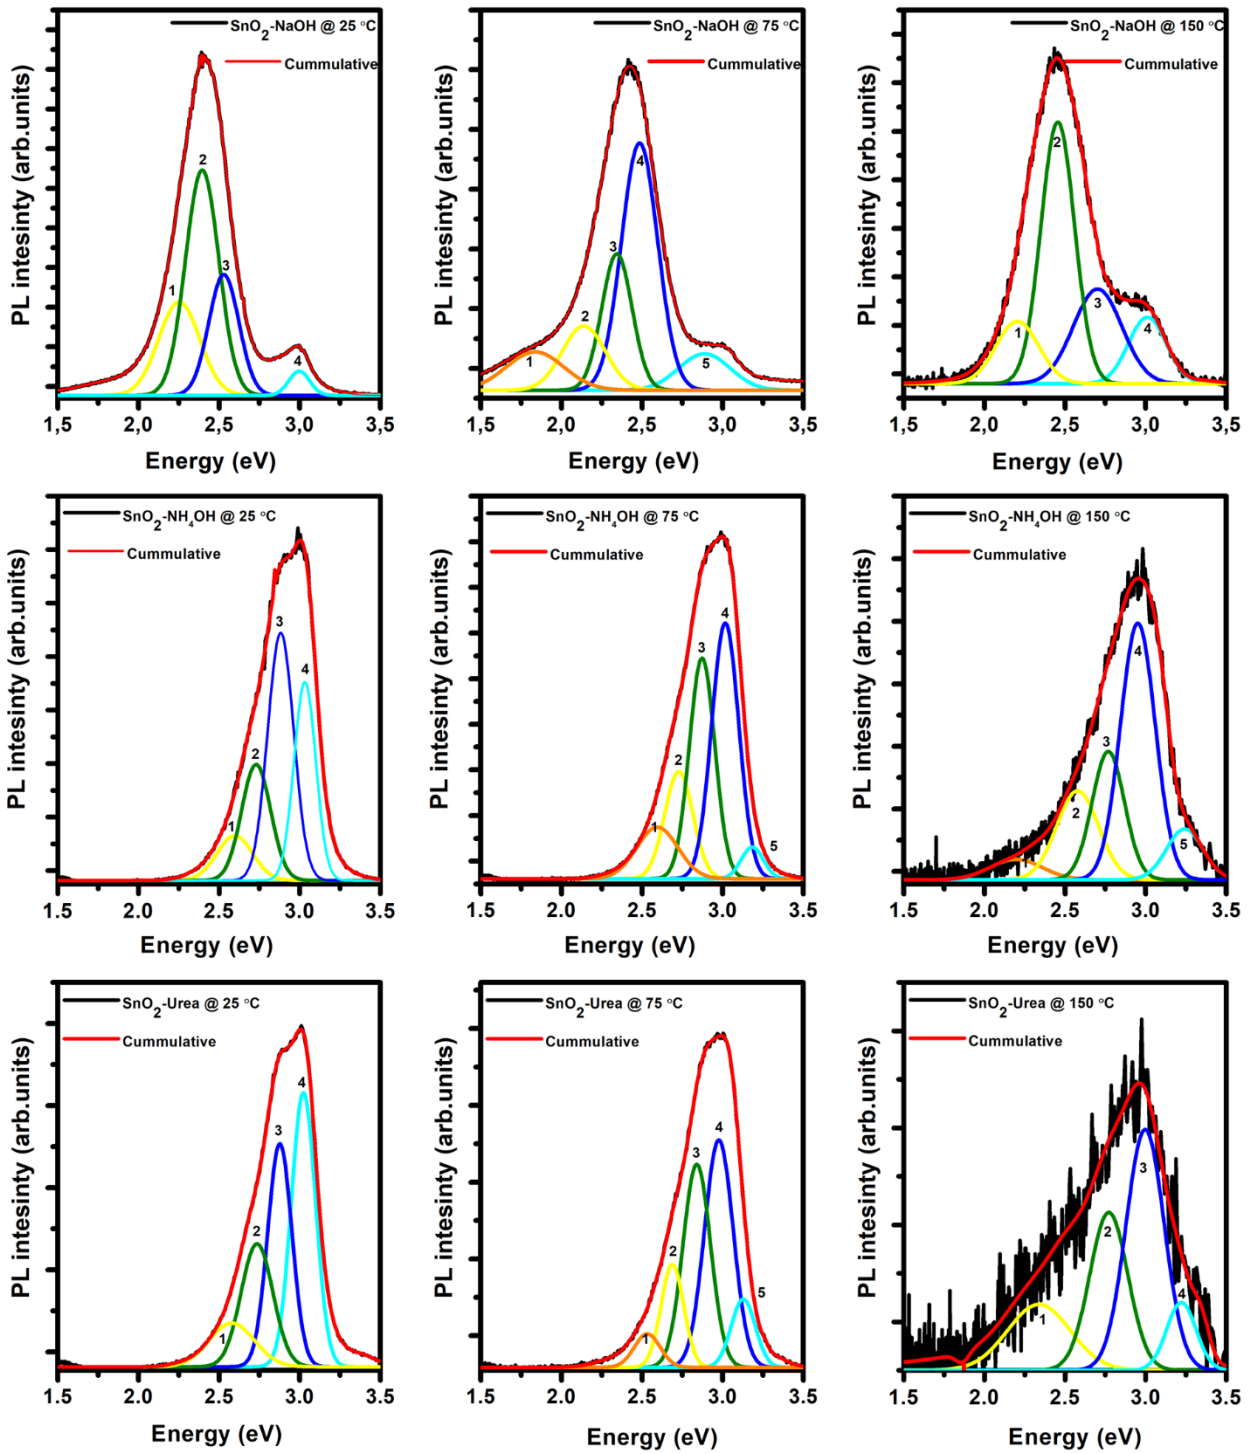 SnO2-NaOH @ 25 °C
Cummulative
PL intesinty (arb.units)
1
2
3
4
1,5 2,0 2,5 3,0 3,5
Energy (eV)
SnO2-NaOH @ 75 °C
Cummulative
PL intesinty (arb.units)
1
2
3
4
5
1,5 2,0 2,5 3,0 3,5
Energy (eV)
SnO2-NaOH @ 150 °C
Cummulative
PL intesinty (arb.units)
1
2
3
4
1,5 2,0 2,5 3,0 3,5
Energy (eV)
SnO2-NH4OH @ 25 °C
Cummulative
PL intesinty (arb.units)
1
2
3
4
1.5 2.0 2.5 3.0 3.5
Energy (eV)
SnO2-NH4OH @ 75 °C
Cummulative
PL intesinty (arb.units)
1
2
3
4
5
1.5 2.0 2.5 3.0 3.5
Energy (eV)
SnO2-NH4OH @ 150 °C
Cummulative
PL intesinty (arb.units)
1
2
3
4
5
1.5 2.0 2.5 3.0 3.5
Energy (eV)
SnO2-Urea @ 25 °C
Cummulative
PL intesinty (arb.units)
1
2
3
4
1.5 2.0 2.5 3.0 3.5
Energy (eV)
SnO2-Urea @ 75 °C
Cummulative
PL intesinty (arb.units)
1
2
3
4
5
1.5 2.0 2.5 3.0 3.5
Energy (eV)
SnO2-Urea @ 150 °C
Cummulative
PL intesinty (arb.units)
1
2
3
4
1.5 2.0 2.5 3.0 3.5
Energy (eV)